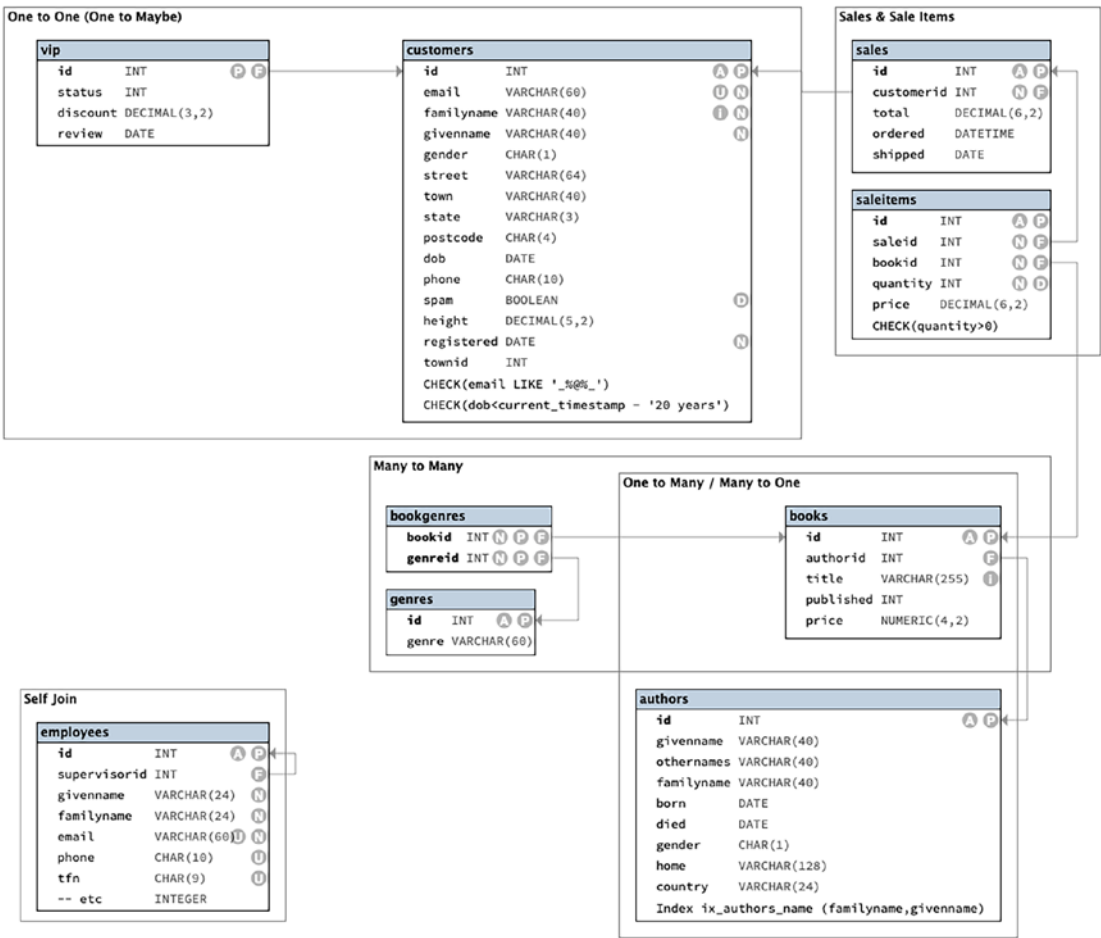 One to One (One to Maybe)
vip
id INT P F
status INT
discount DECIMAL(3,2)
review DATE
customers
id INT A P
email VARCHAR(60) U N
familyname VARCHAR(40) i N
givenname VARCHAR(40) N
gender CHAR(1)
street VARCHAR(64)
town VARCHAR(40)
state VARCHAR(3)
postcode CHAR(4)
dob DATE
phone CHAR(10)
spam BOOLEAN D
height DECIMAL(5,2)
registered DATE N
townid INT
CHECK(email LIKE '_%@%_')
CHECK(dob<current_timestamp - '20 years')
Sales & Sale Items
sales
id INT A P
customerid INT N F
total DECIMAL(6,2)
ordered DATETIME
shipped DATE
saleitems
id INT A P
saleid INT N F
bookid INT N F
quantity INT N D
price DECIMAL(6,2)
CHECK(quantity>0)
Many to Many
bookgenres
bookid INT N P F
genreid INT N P F
genres
id INT A P
genre VARCHAR(60)
One to Many / Many to One
books
id INT A P
authorid INT F
title VARCHAR(255) i
published INT
price NUMERIC(4,2)
authors
id INT A P
givenname VARCHAR(40)
othernames VARCHAR(40)
familyname VARCHAR(40)
born DATE
died DATE
gender CHAR(1)
home VARCHAR(128)
country VARCHAR(24)
Index ix_authors_name (familyname,givenname)
Self Join
employees
id INT A P
supervisorid INT F
givenname VARCHAR(24) N
familyname VARCHAR(24) N
email VARCHAR(60) U N
phone CHAR(10) U
tfn CHAR(9) U
-- etc INTEGER